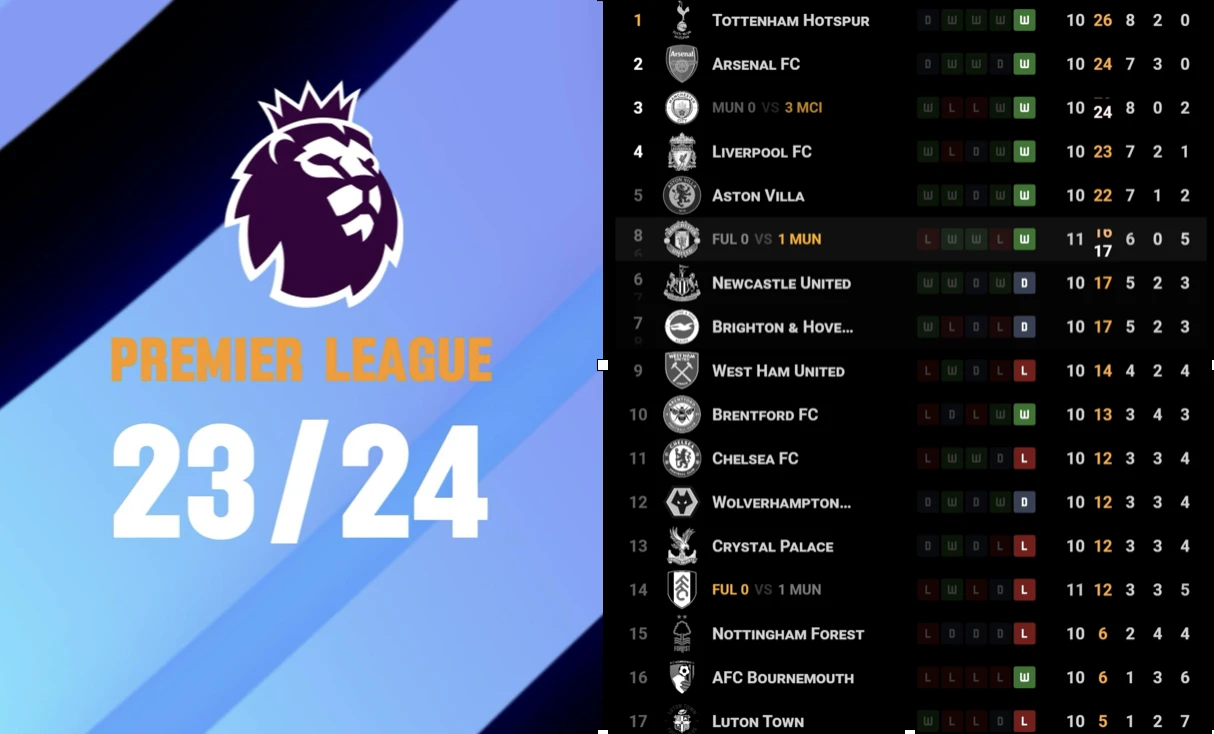 PREMIER LEAGUE
23/24
1 TOTTENHAM HOTSPUR D W W W W 10 26 8 2 0
2 ARSENAL FC D W W D W 10 24 7 3 0
3 MUN 0 VS 3 MCI W L L W W 10 24 8 0 2
4 LIVERPOOL FC W L D W W 10 23 7 2 1
5 ASTON VILLA W W D W W 10 22 7 1 2
8 FUL 0 VS 1 MUN L W W L W 11 17 6 0 5
6 NEWCASTLE UNITED W W D W D 10 17 5 2 3
7 BRIGHTON & HOVE... W L D L D 10 17 5 2 3
9 WEST HAM UNITED L W D L L 10 14 4 2 4
10 BRENTFORD FC L D L W W 10 13 3 4 3
11 CHELSEA FC L W W D L 10 12 3 3 4
12 WOLVERHAMPTON... D W D W D 10 12 3 3 4
13 CRYSTAL PALACE D W D L L 10 12 3 3 4
14 FUL 0 VS 1 MUN L W L D L 11 12 3 3 5
15 NOTTINGHAM FOREST L D D D L 10 6 2 4 4
16 AFC BOURNEMOUTH L L L L W 10 6 1 3 6
17 LUTON TOWN W L L D L 10 5 1 2 7